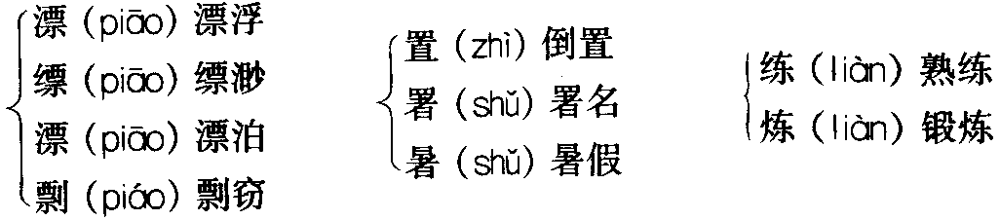 漂（piāo）漂浮
缥（piāo）缥渺
漂（piāo）漂泊
剽（piáo）剽窃
置（zhì）倒置
署（shǔ）署名
暑（shǔ）暑假
练（liàn）熟练
炼（liàn）锻炼